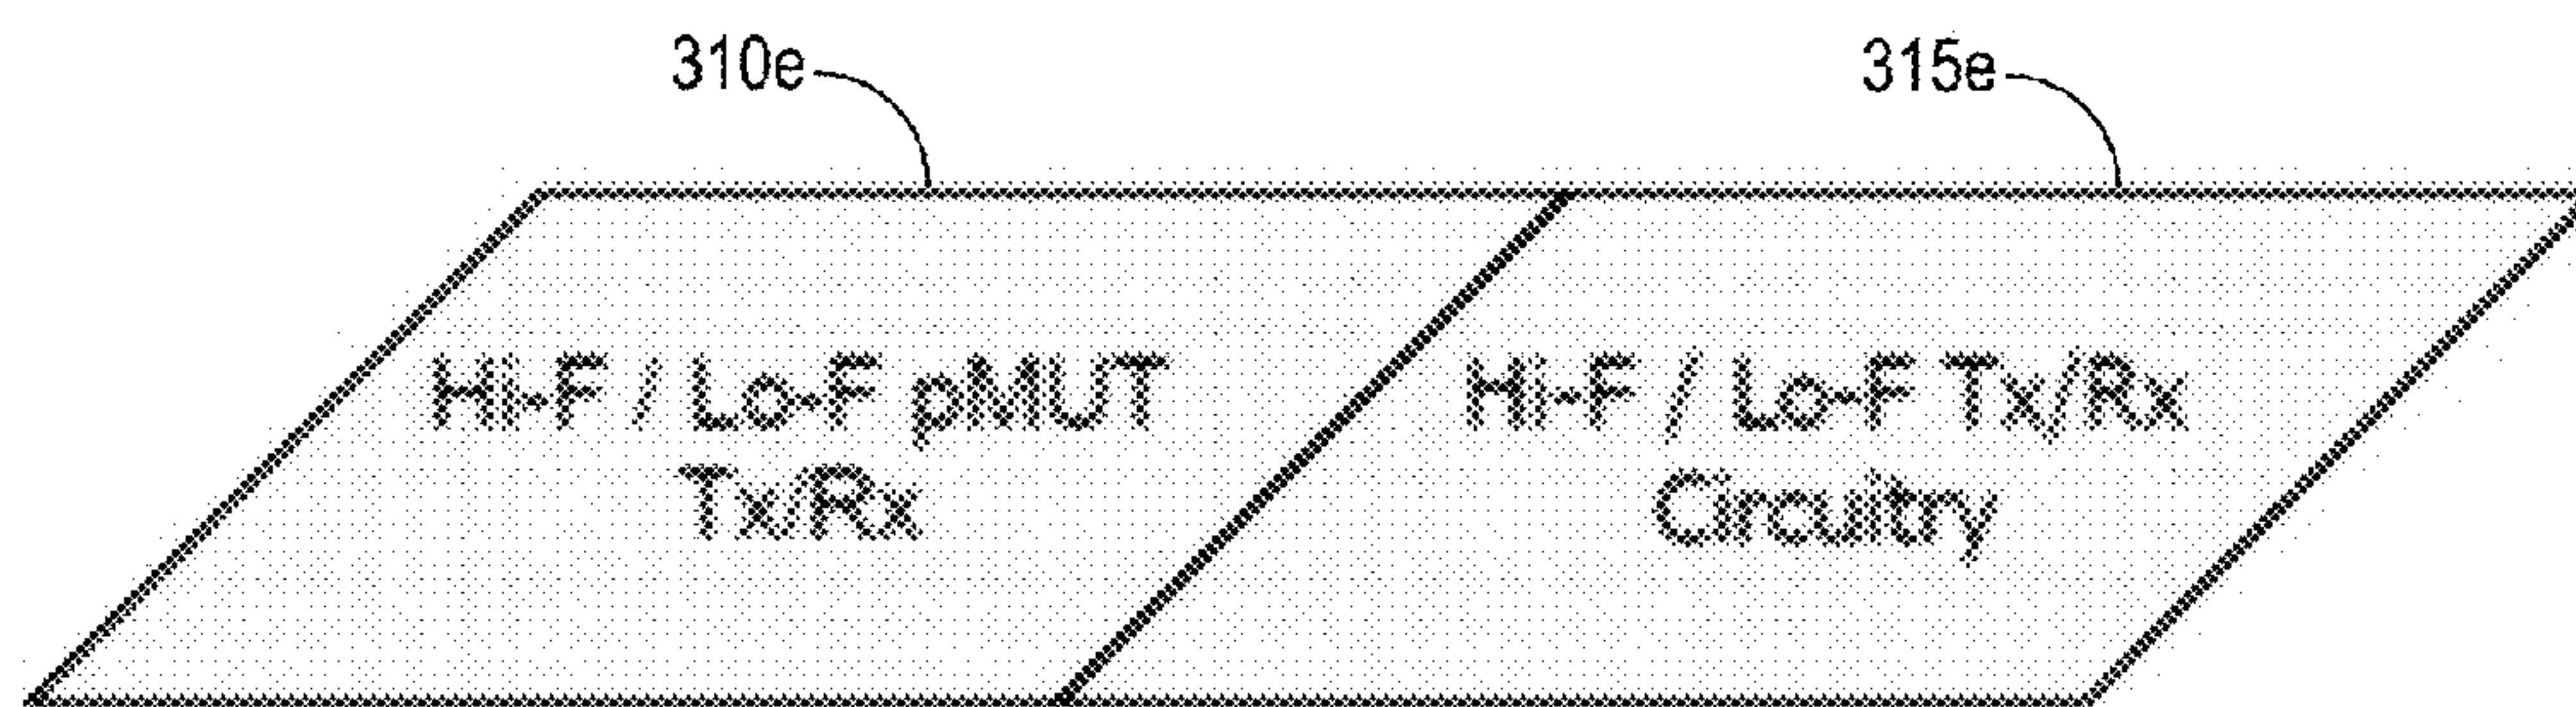 310e
315e
Hi-F / Lo-F pMUT
Tx/Rx
Hi-F / Lo-F Tx/Rx
Circuitry